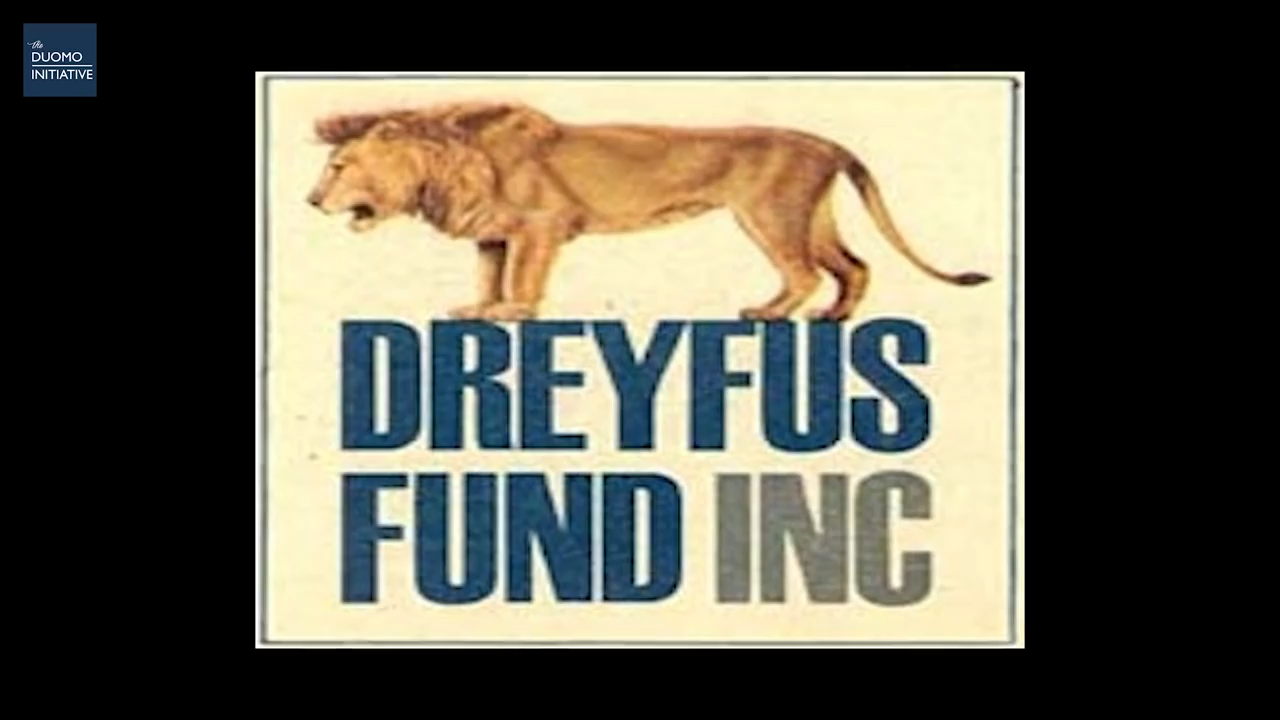 the
DUOMO
INITIATIVE
DREYFUS
FUND INC